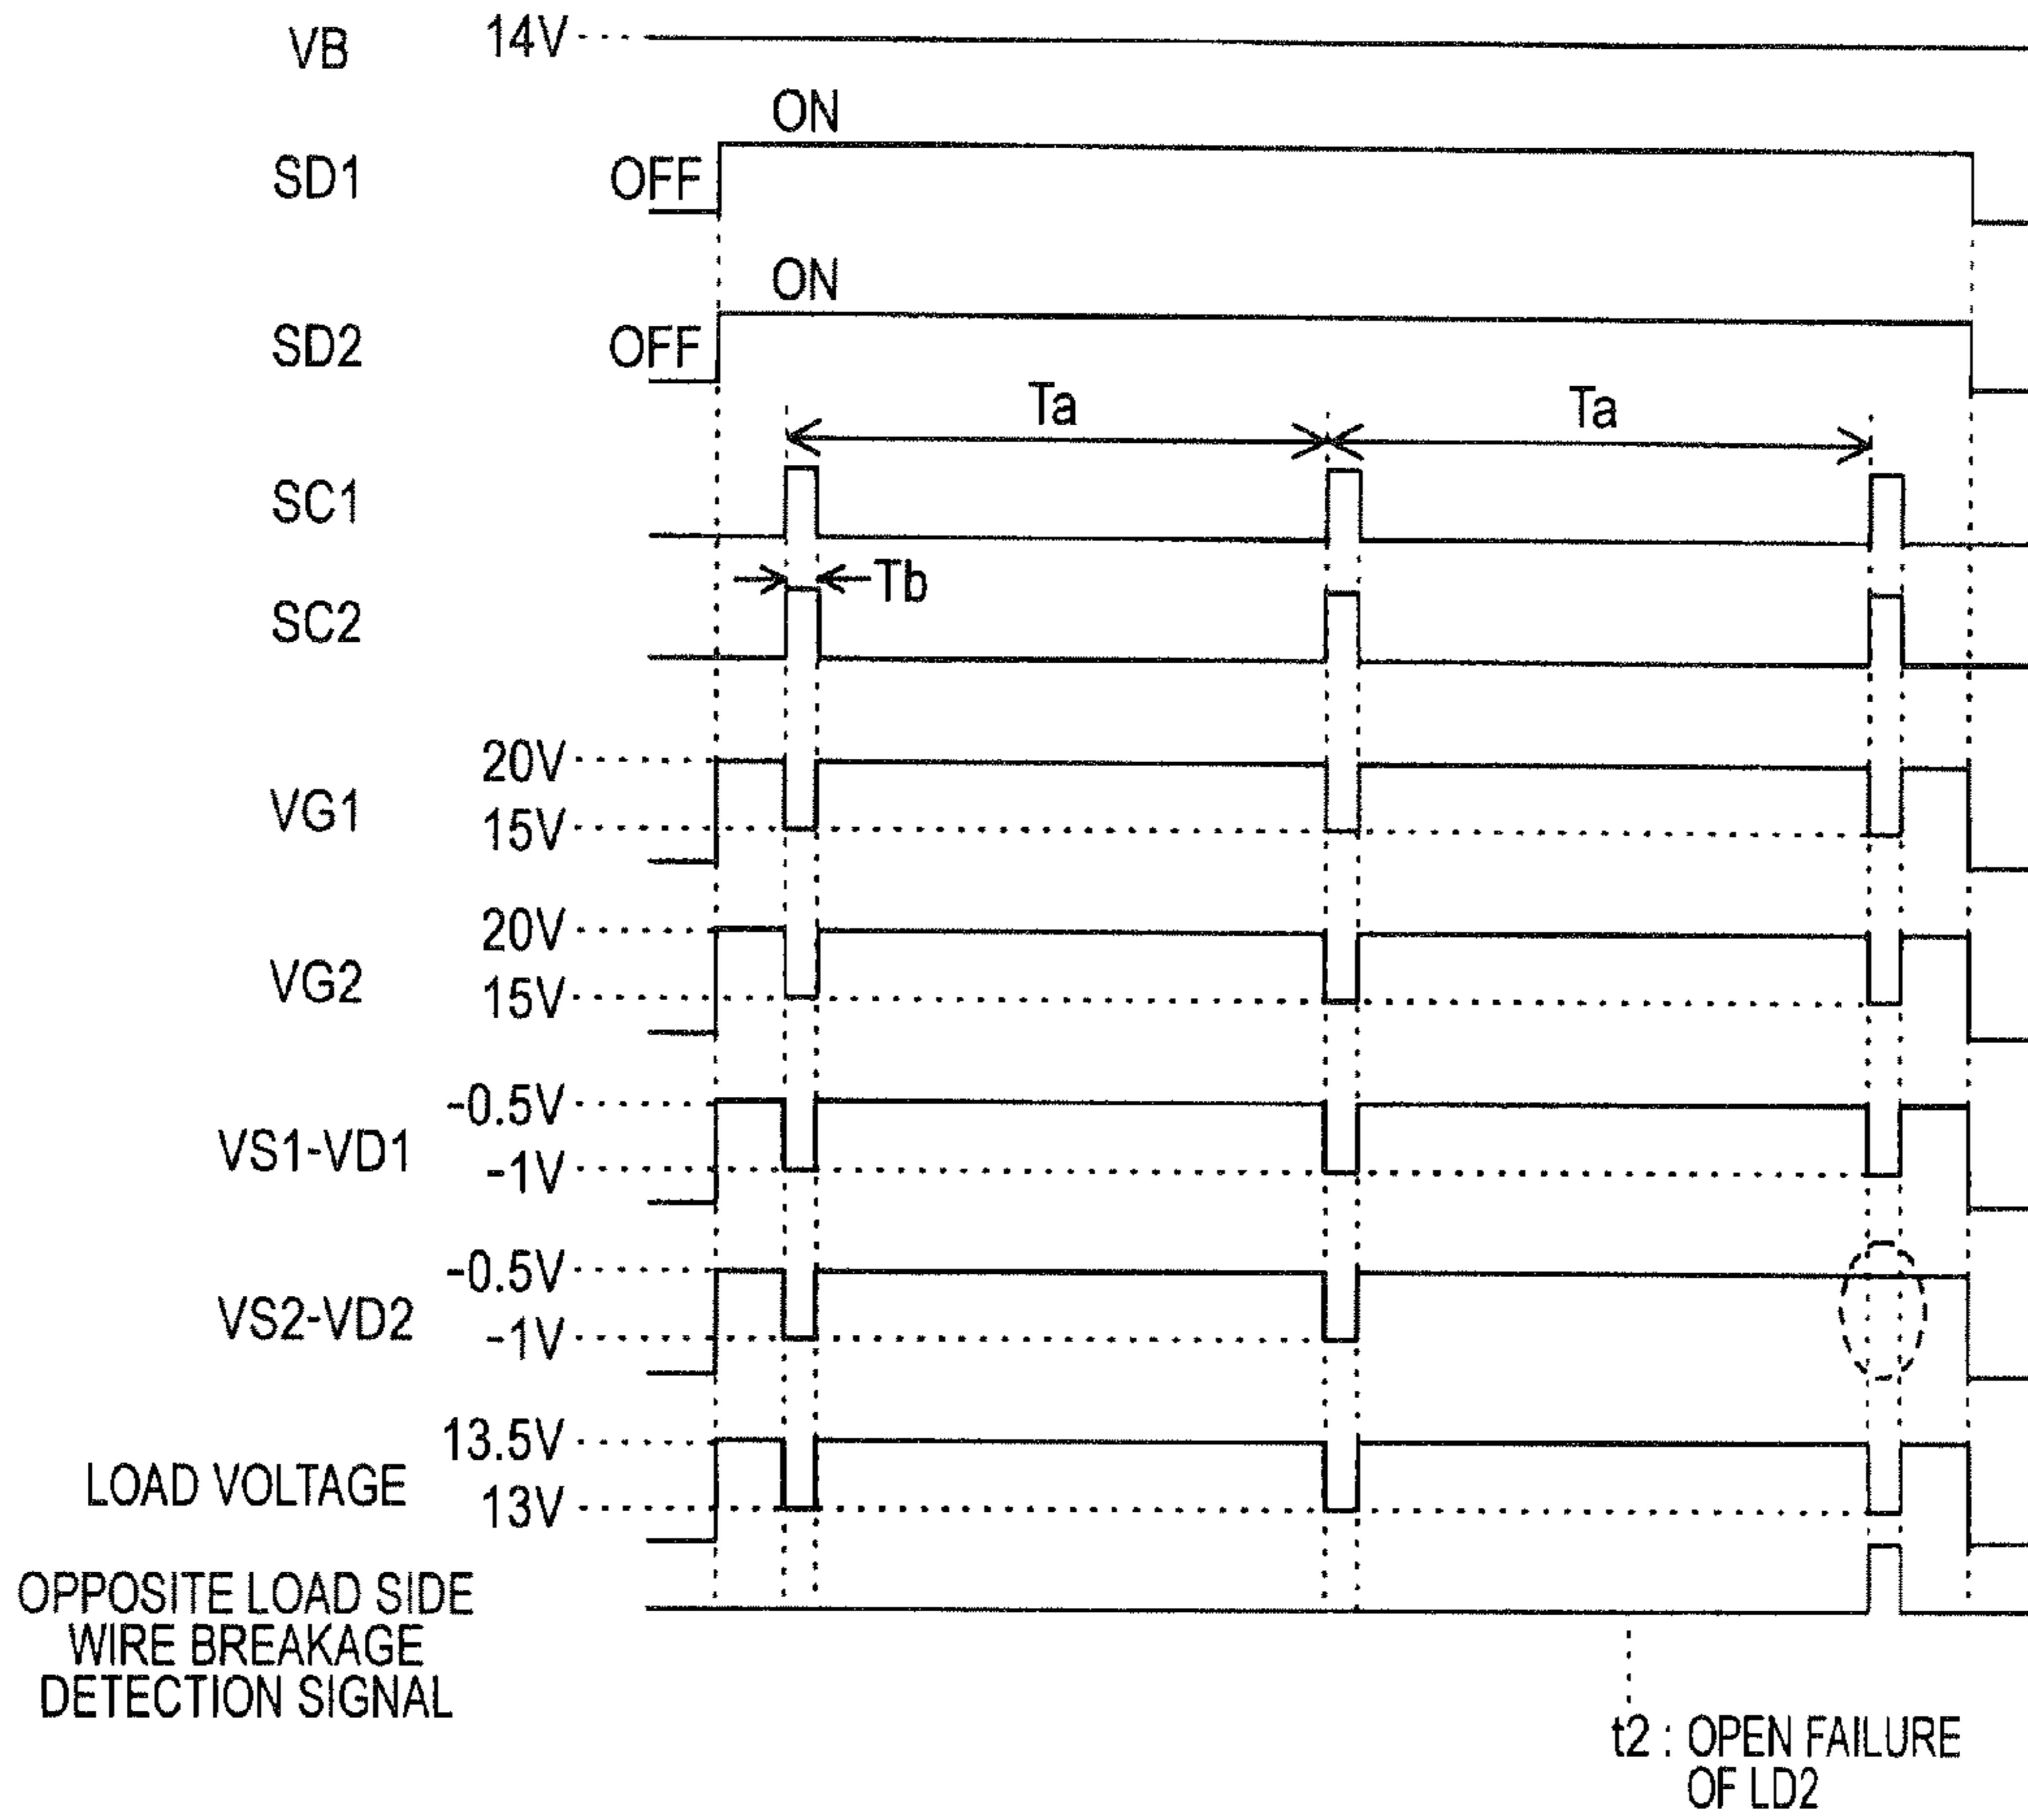 VB 14V
ON
SD1 OFF
ON
SD2 OFF
Ta Ta
SC1
Tb
SC2
20V
VG1
15V
20V
VG2
15V
-0.5V
VS1-VD1
-1V
-0.5V
VS2-VD2
-1V
13.5V
LOAD VOLTAGE
13V
OPPOSITE LOAD SIDE
WIRE BREAKAGE
DETECTION SIGNAL
t2 : OPEN FAILURE
OF LD2